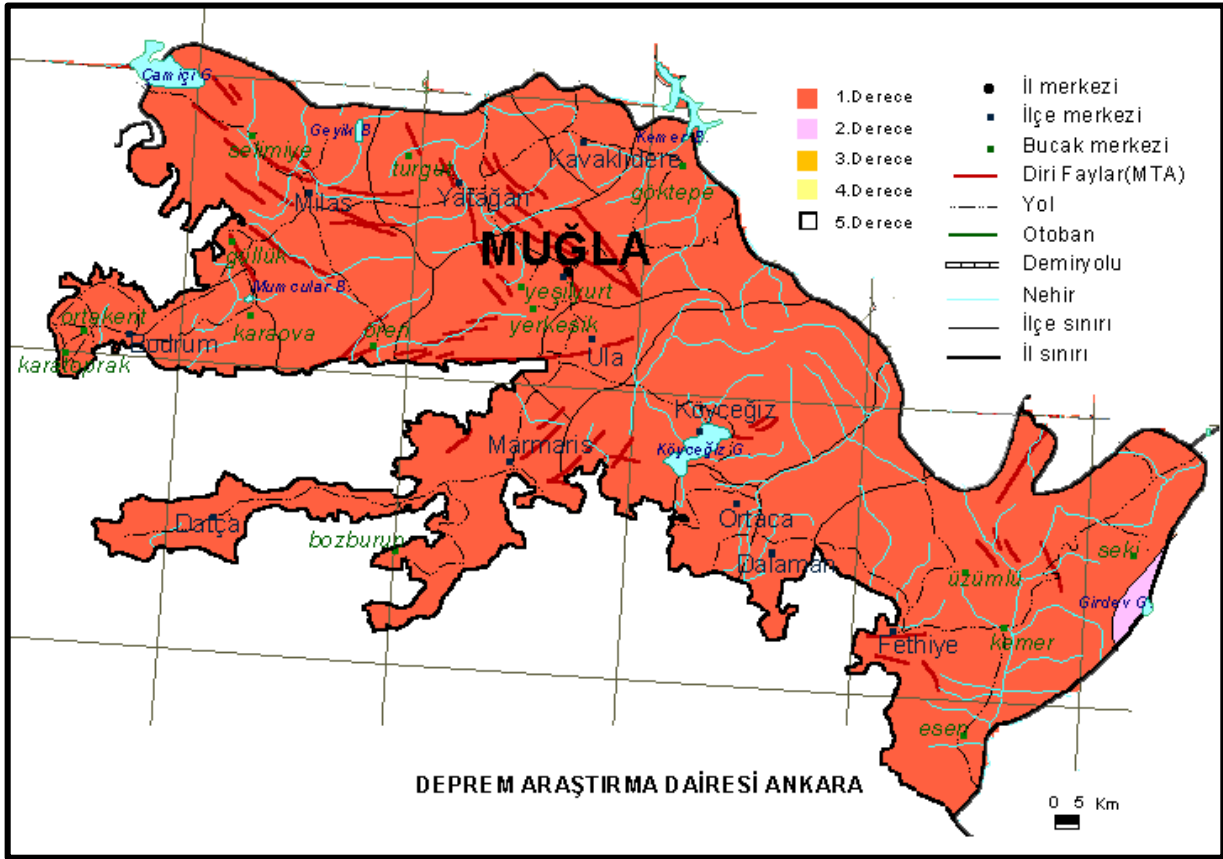 Çamiçi G.
Geyik B.
selimiye
turgut
Kavaklıdere
Kemer B.
göktepe
Milas
Yatağan
MUĞLA
güllük
Mumcular B.
yeşilyurt
ortakent
karaova
ören
yerkesik
Bodrum
Ula
karatoprak
Köyceğiz
Marmaris
Köyceğiz G.
Datça
bozburun
Ortaca
Dalaman
üzümlü
seki
Girdev G.
Fethiye
kemer
esen
1.Derece
2.Derece
3.Derece
4.Derece
5.Derece
İl merkezi
İlçe merkezi
Bucak merkezi
Diri Faylar(MTA)
Yol
Otoban
Demiryolu
Nehir
İlçe sınırı
İl sınırı
DEPREM ARAŞTIRMA DAİRESİ ANKARA
0 5 Km